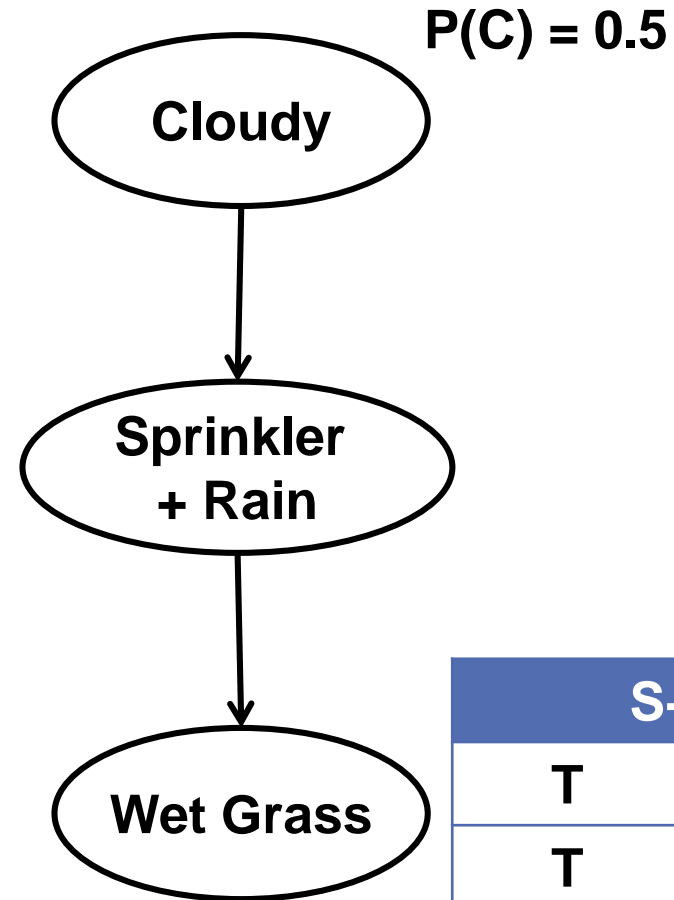 P(C) = 0.5
Cloudy
Sprinkler
+ Rain
Wet Grass
S-
T
T